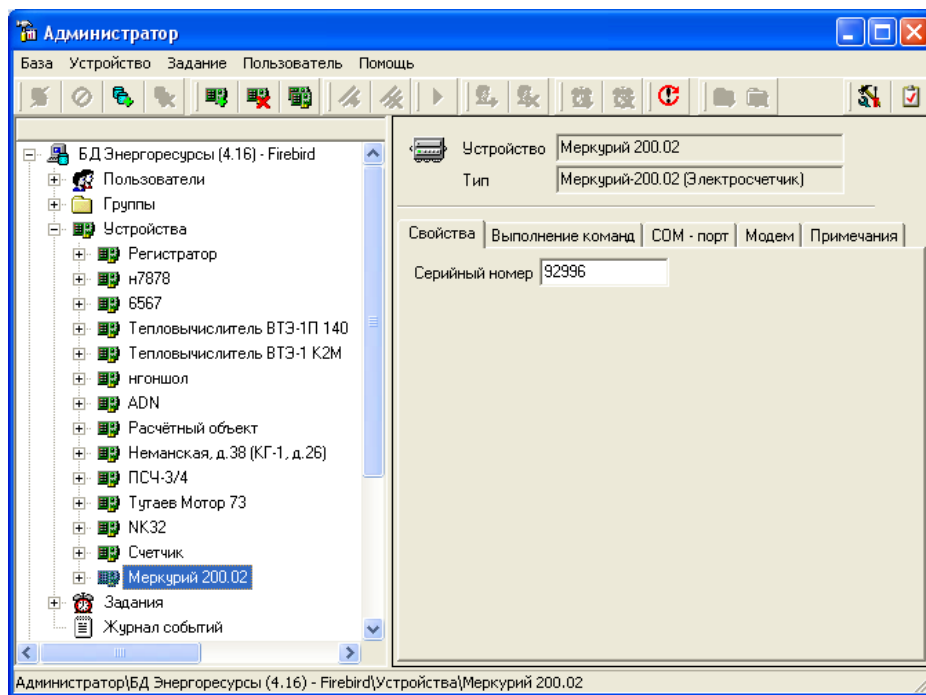 Администратор
База Устройство Задание Пользователь Помощь
БД Энергоресурсы (4.16) - Firebird
Пользователи
Группы
Устройства
Регистратор
н7878
6567
Тепловычислитель ВТЭ-1П 140
Тепловычислитель ВТЭ-1 К2М
нгоншол
ADN
Расчётный объект
Неманская, д.38 (КГ-1, д.26)
ПСЧ-3/4
Тутаев Мотор 73
NK32
Счетчик
Меркурий 200.02
Задания
Журнал событий
Устройство Меркурий 200.02
Тип Меркурий-200.02 (Электросчетчик)
Свойства Выполнение команд COM - порт Модем Примечания
Серийный номер 92996
Администратор\БД Энергоресурсы (4.16) - Firebird\Устройства\Меркурий 200.02